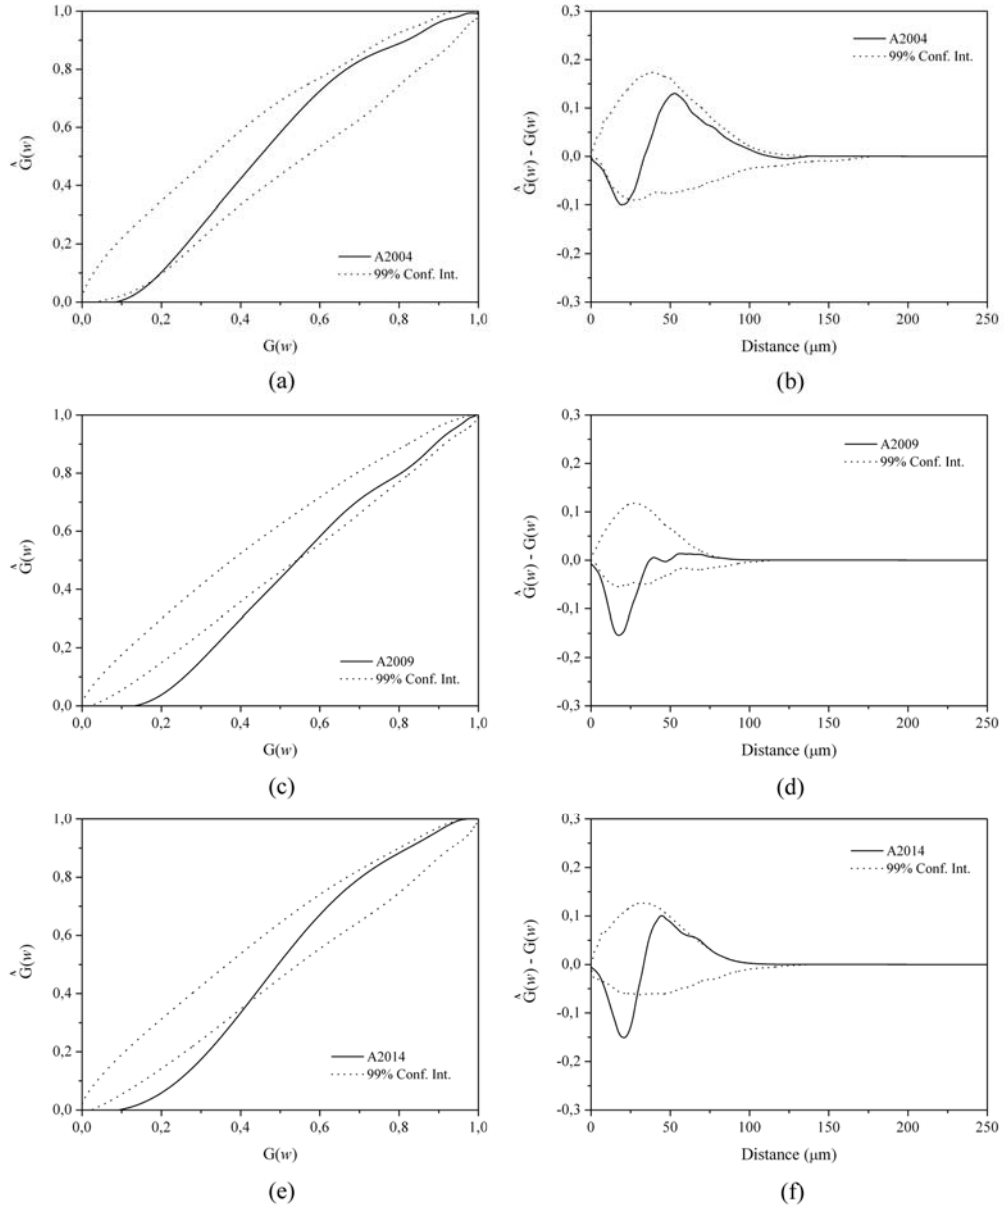 1,0
0,8
0,6
0,4
0,2
0,0
Ĝ(w)
A2004
99% Conf. Int.
0,0 0,2 0,4 0,6 0,8 1,0
G(w)
(a)
0,3
0,2
0,1
0,0
-0,1
-0,2
-0,3
Ĝ(w) - G(w)
A2004
99% Conf. Int.
0 50 100 150 200 250
Distance (μm)
(b)
1,0
0,8
0,6
0,4
0,2
0,0
Ĝ(w)
A2009
99% Conf. Int.
0,0 0,2 0,4 0,6 0,8 1,0
G(w)
(c)
0,3
0,2
0,1
0,0
-0,1
-0,2
-0,3
Ĝ(w) - G(w)
A2009
99% Conf. Int.
0 50 100 150 200 250
Distance (μm)
(d)
1,0
0,8
0,6
0,4
0,2
0,0
Ĝ(w)
A2014
99% Conf. Int.
0,0 0,2 0,4 0,6 0,8 1,0
G(w)
(e)
0,3
0,2
0,1
0,0
-0,1
-0,2
-0,3
Ĝ(w) - G(w)
A2014
99% Conf. Int.
0 50 100 150 200 250
Distance (μm)
(f)